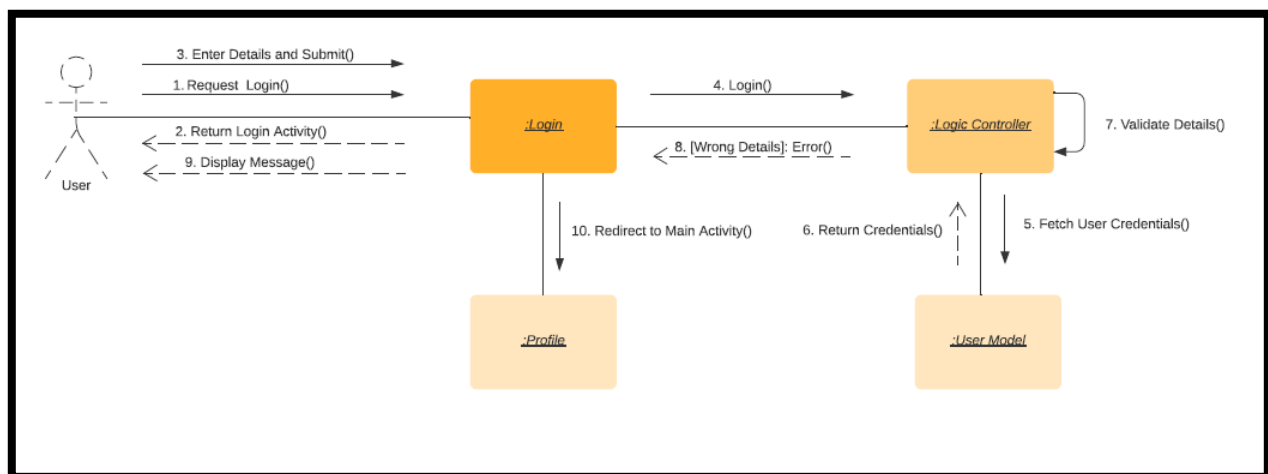 3. Enter Details and Submit()
1. Request Login()
2. Return Login Activity()
9. Display Message()
User
:Login
4. Login()
8. [Wrong Details]: Error()
:Logic Controller
7. Validate Details()
10. Redirect to Main Activity()
6. Return Credentials()
5. Fetch User Credentials()
:Profile
:User Model